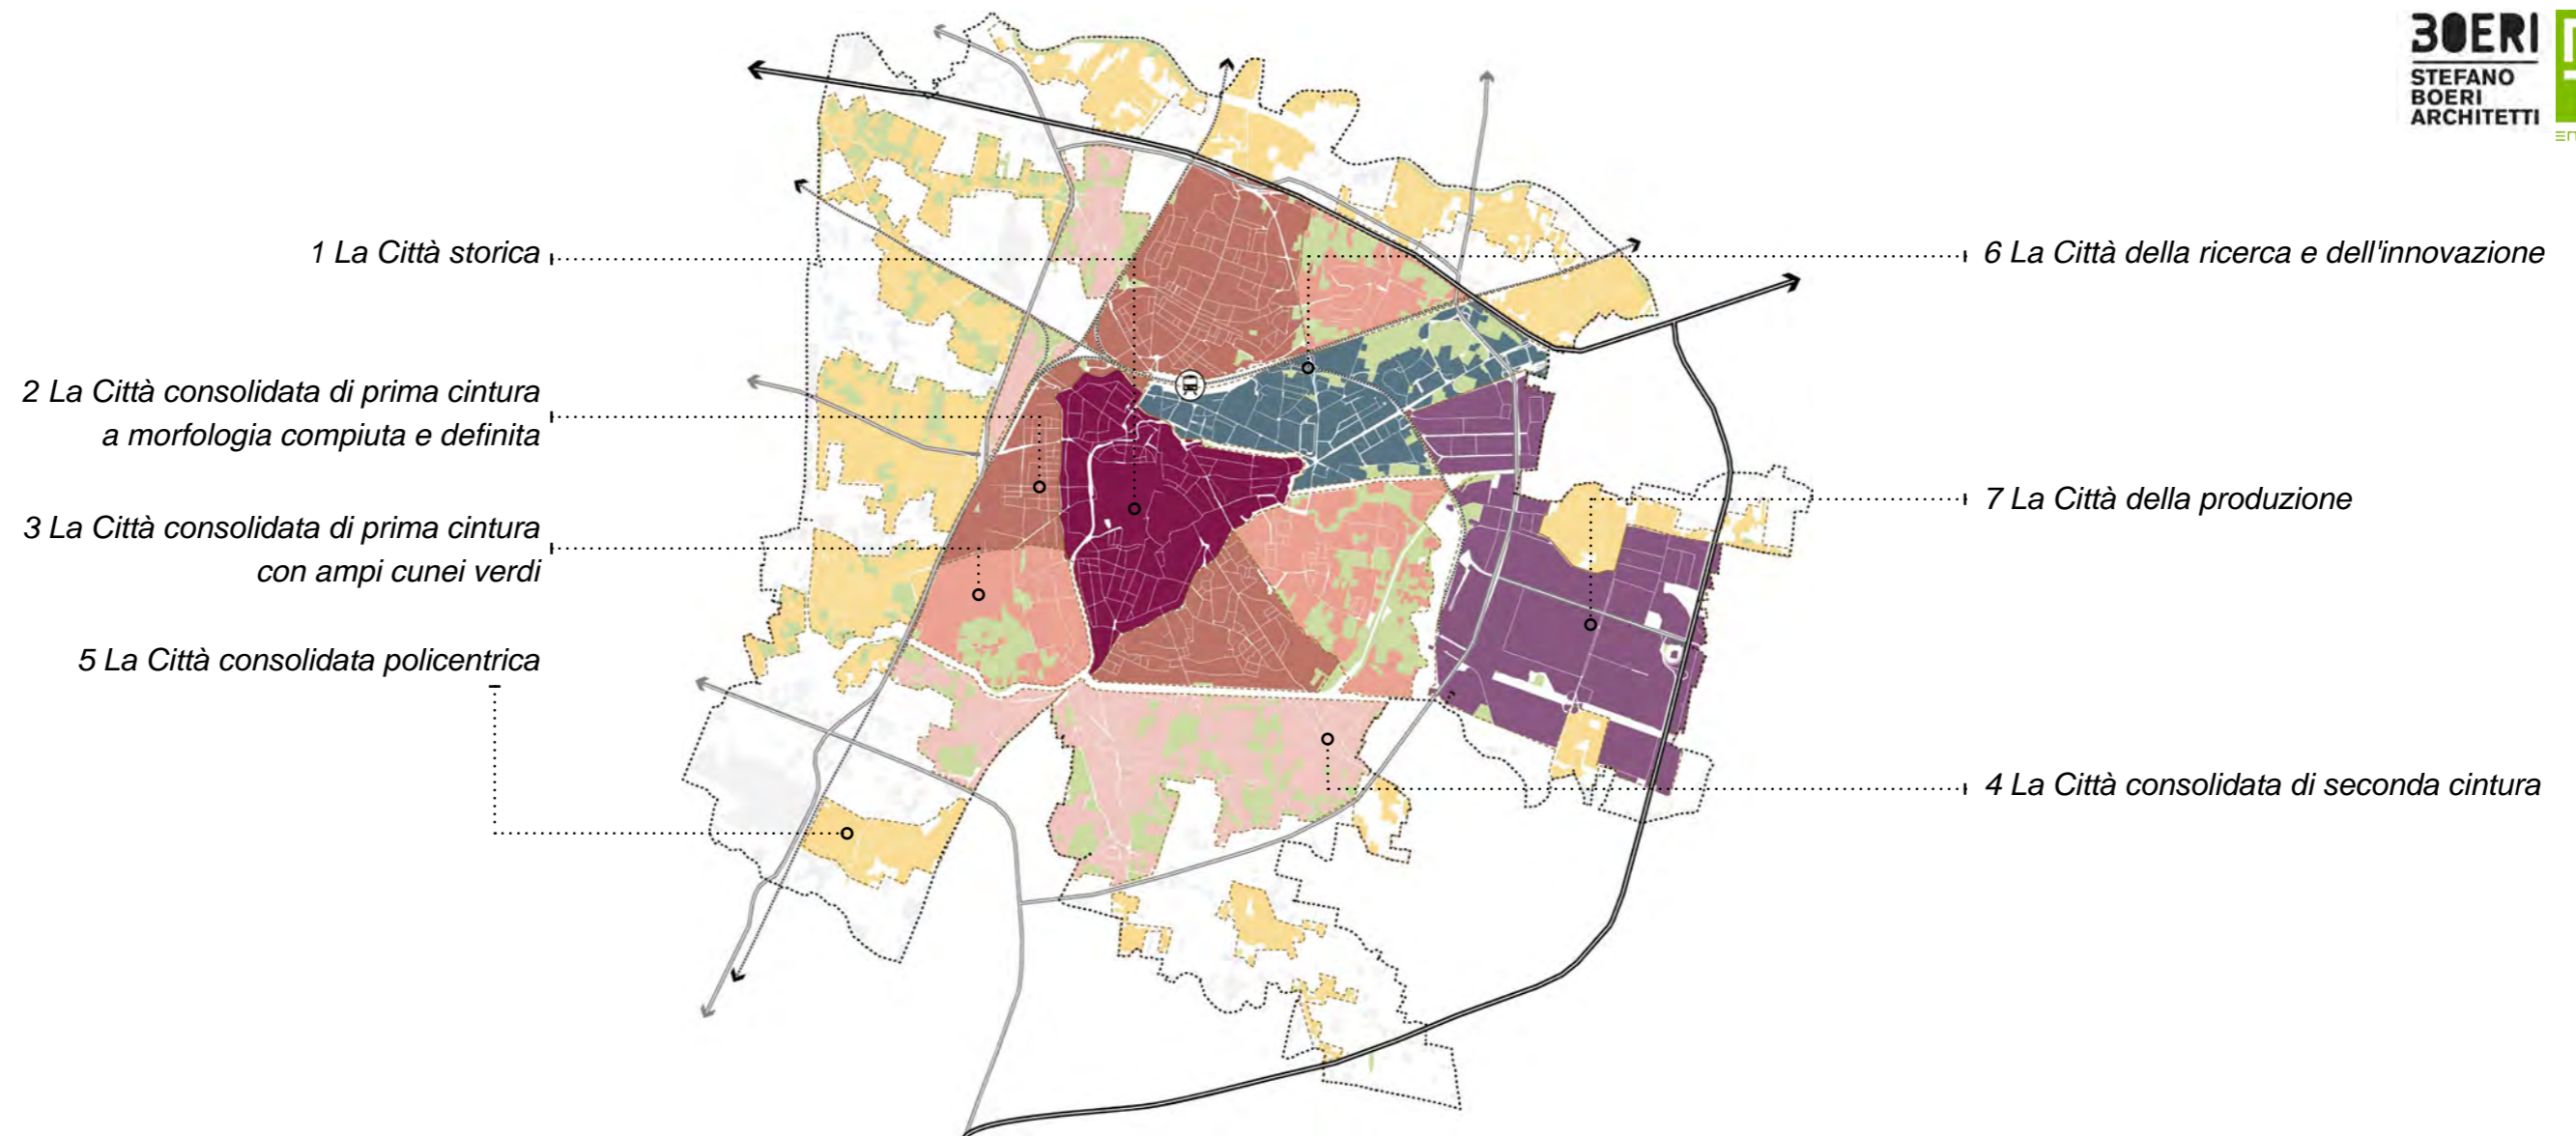 BOERI
STEFANO
BOERI
ARCHITETTI
1 La Città storica
6 La Città della ricerca e dell'innovazione
2 La Città consolidata di prima cintura
a morfologia compiuta e definita
3 La Città consolidata di prima cintura
con ampi cunei verdi
7 La Città della produzione
5 La Città consolidata policentrica
4 La Città consolidata di seconda cintura